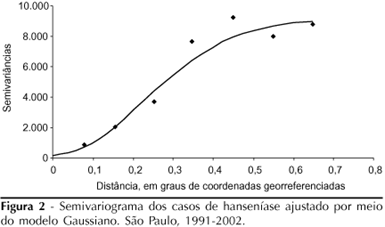 10.000
8.000
6.000
4.000
2.000
0
Semivariâncias
0 0,1 0,2 0,3 0,4 0,5 0,6 0,7 0,8
Distância, em graus de coordenadas georreferenciadas
Figura 2 - Semivariograma dos casos de hanseníase ajustado por meio
do modelo Gaussiano. São Paulo, 1991-2002.